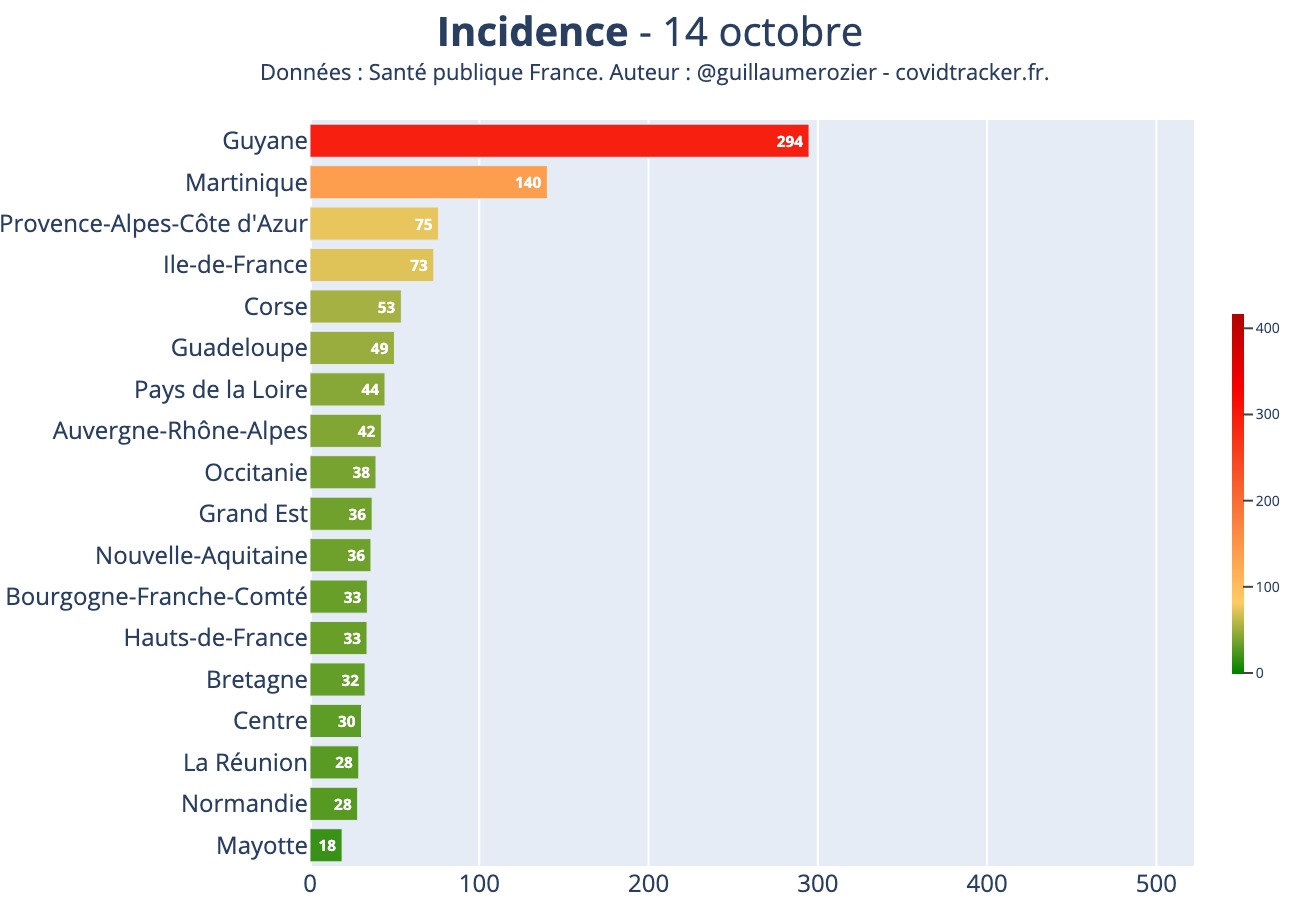 Incidence - 14 octobre
Données : Santé publique France. Auteur : @guillaumerozier - covidtracker.fr.
Guyane 294
Martinique 140
Provence-Alpes-Côte d'Azur 75
Ile-de-France 73
Corse 53
Guadeloupe 49
Pays de la Loire 44
Auvergne-Rhône-Alpes 42
Occitanie 38
Grand Est 36
Nouvelle-Aquitaine 36
Bourgogne-Franche-Comté 33
Hauts-de-France 33
Bretagne 32
Centre 30
La Réunion 28
Normandie 28
Mayotte 18
0 100 200 300 400 500
400
300
200
100
0